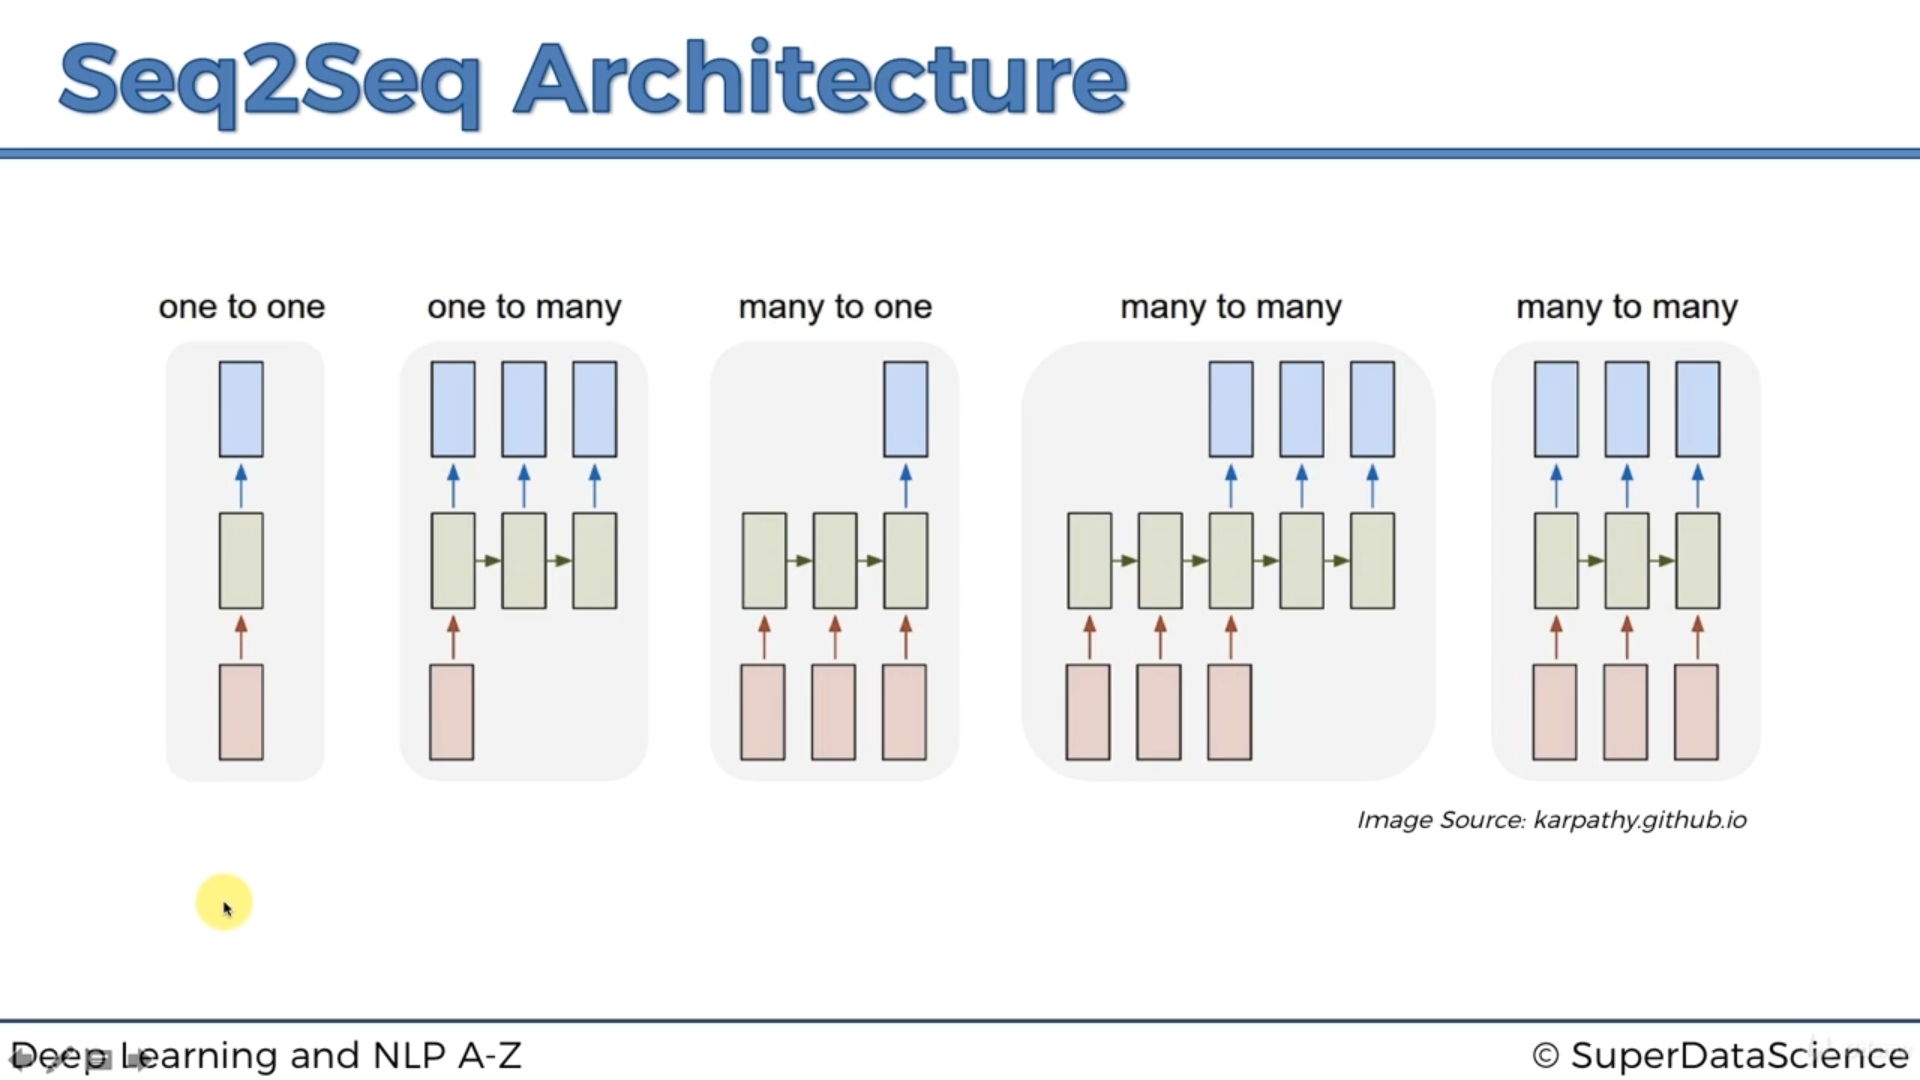 Seq2Seq Architecture
one to one
one to many
many to one
many to many
many to many
Image Source: karpathy.github.io
Deep Learning and NLP A-Z
© SuperDataScience